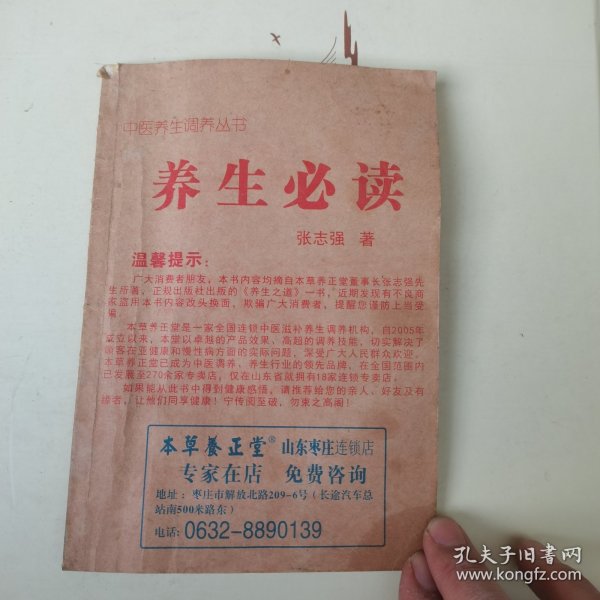 中医养生调养丛书
养生必读
张志强 著
温馨提示：
广大消费者朋友，本书内容均摘自本草养正堂董事长张志强先
生所著，正规出版社出版的《养生之道》一书，近期发现有不良商
家盗用本书内容改头换面，欺骗广大消费者，提醒您谨防上当受
骗。
本草养正堂是一家全国连锁中医滋补养生调养机构，自2005年
成立以来，本堂以卓越的产品效果、高超的调养技能，切实解决了
顾客在亚健康和慢性病方面的实际问题，深受广大人民群众欢迎。
本草养正堂已成为中医调养、养生行业的领先品牌，在全国范围内
已发展至270余家专卖店，仅在山东省就拥有18家连锁专卖店。
如果能从此书中得到健康感悟，请推荐给您的亲人、好友及有
缘者，让他们同享健康！宁传阅至破，勿束之高阁！
本草養正堂® 山东枣庄连锁店
专家在店 免费咨询
地址：枣庄市解放北路209-6号（长途汽车总
站南500米路东）
电话：0632-8890139
孔夫子旧书网
www.kongfz.com